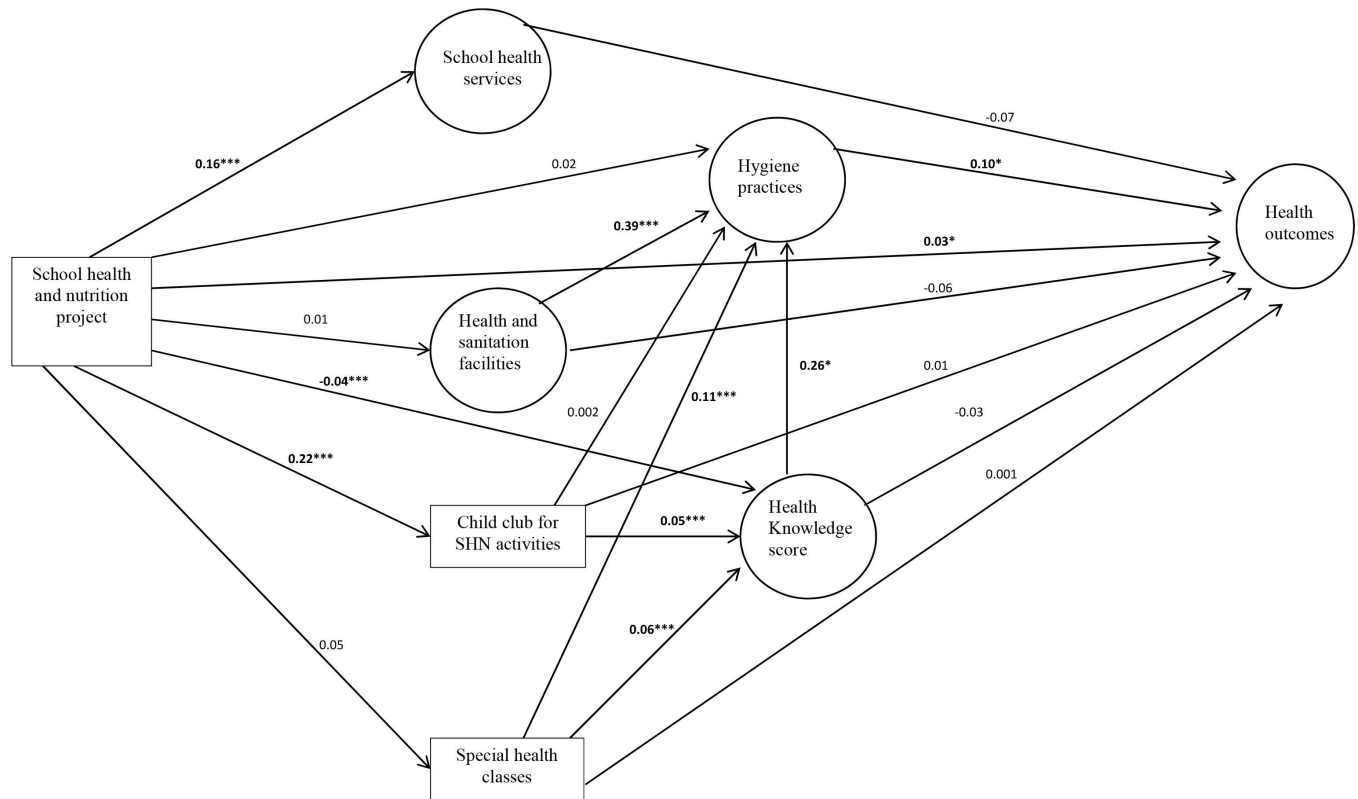 School health
services
-0.07
0.16***
0.02
Hygiene
practices
0.10*
Health
outcomes
0.39***
0.03*
School health
and nutrition
project
-0.06
0.01
Health and
sanitation
facilities
-0.04***
0.002
0.11***
0.26*
0.01
-0.03
0.22***
0.001
Child club for
SHN activities
0.05***
Health
Knowledge
score
0.06***
0.05
Special health
classes